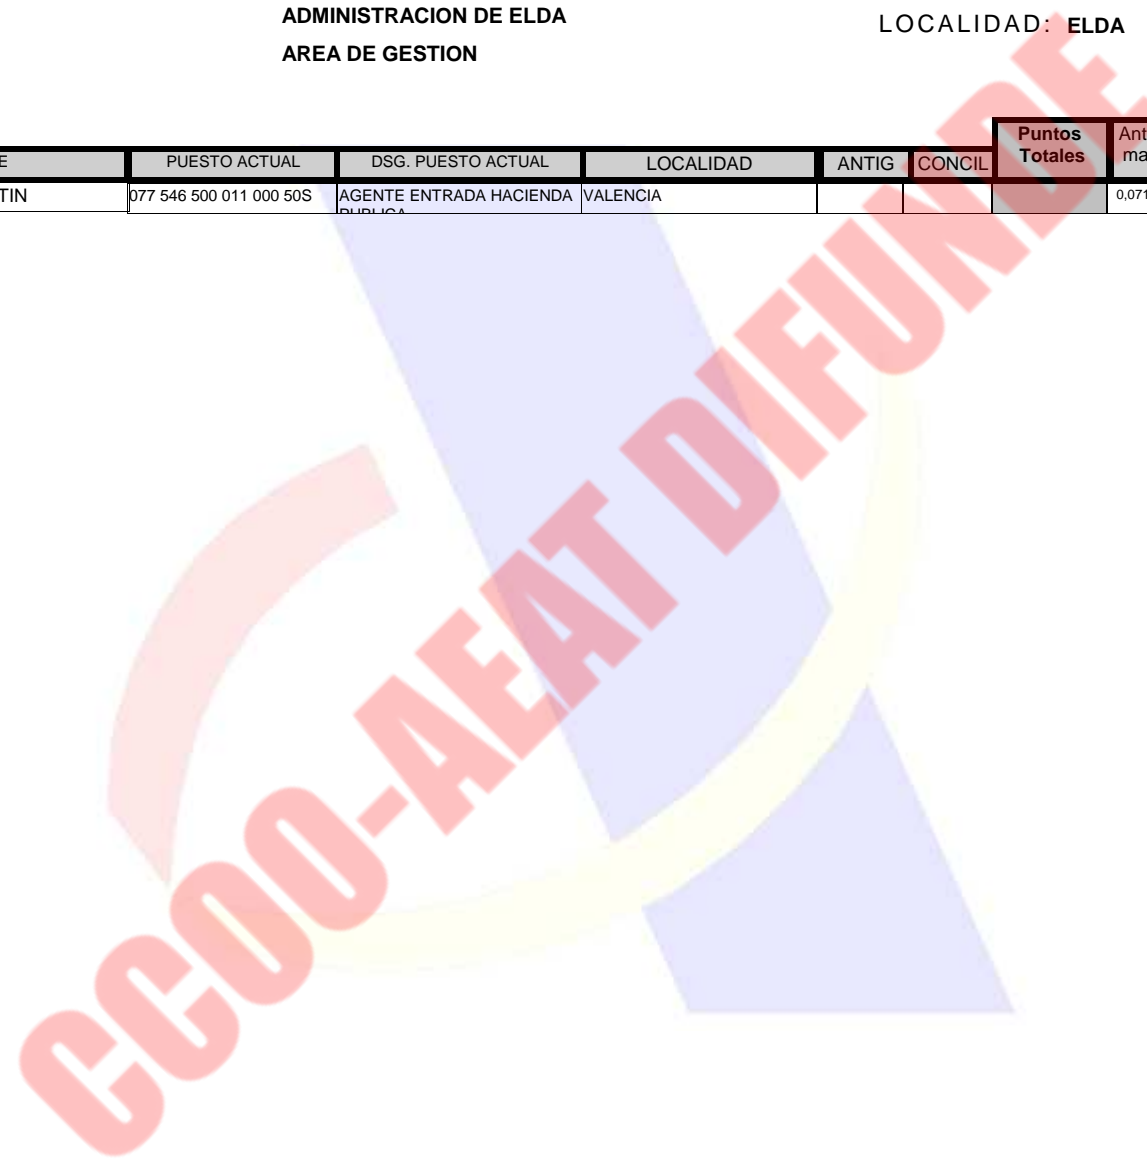 ADMINISTRACION DE ELDA
LOCALIDAD: ELDA
AREA DE GESTION
E PUESTO ACTUAL DSG. PUESTO ACTUAL LOCALIDAD ANTIG CONCIL Puntos Totales Ant ma
TIN 077 546 500 011 000 50S AGENTE ENTRADA HACIENDA PUBLICA VALENCIA 0,071
CCOO-AEAT DIFUNDE